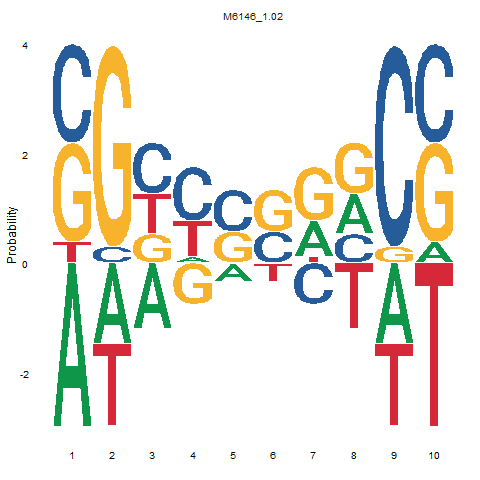 M6146_1.02
Probability
4
2
0
-2
C C C
G G C C C G G G C G
T C T T G C A A G A
G A A T T C
A A A G C T A T
T T
1 2 3 4 5 6 7 8 9 10